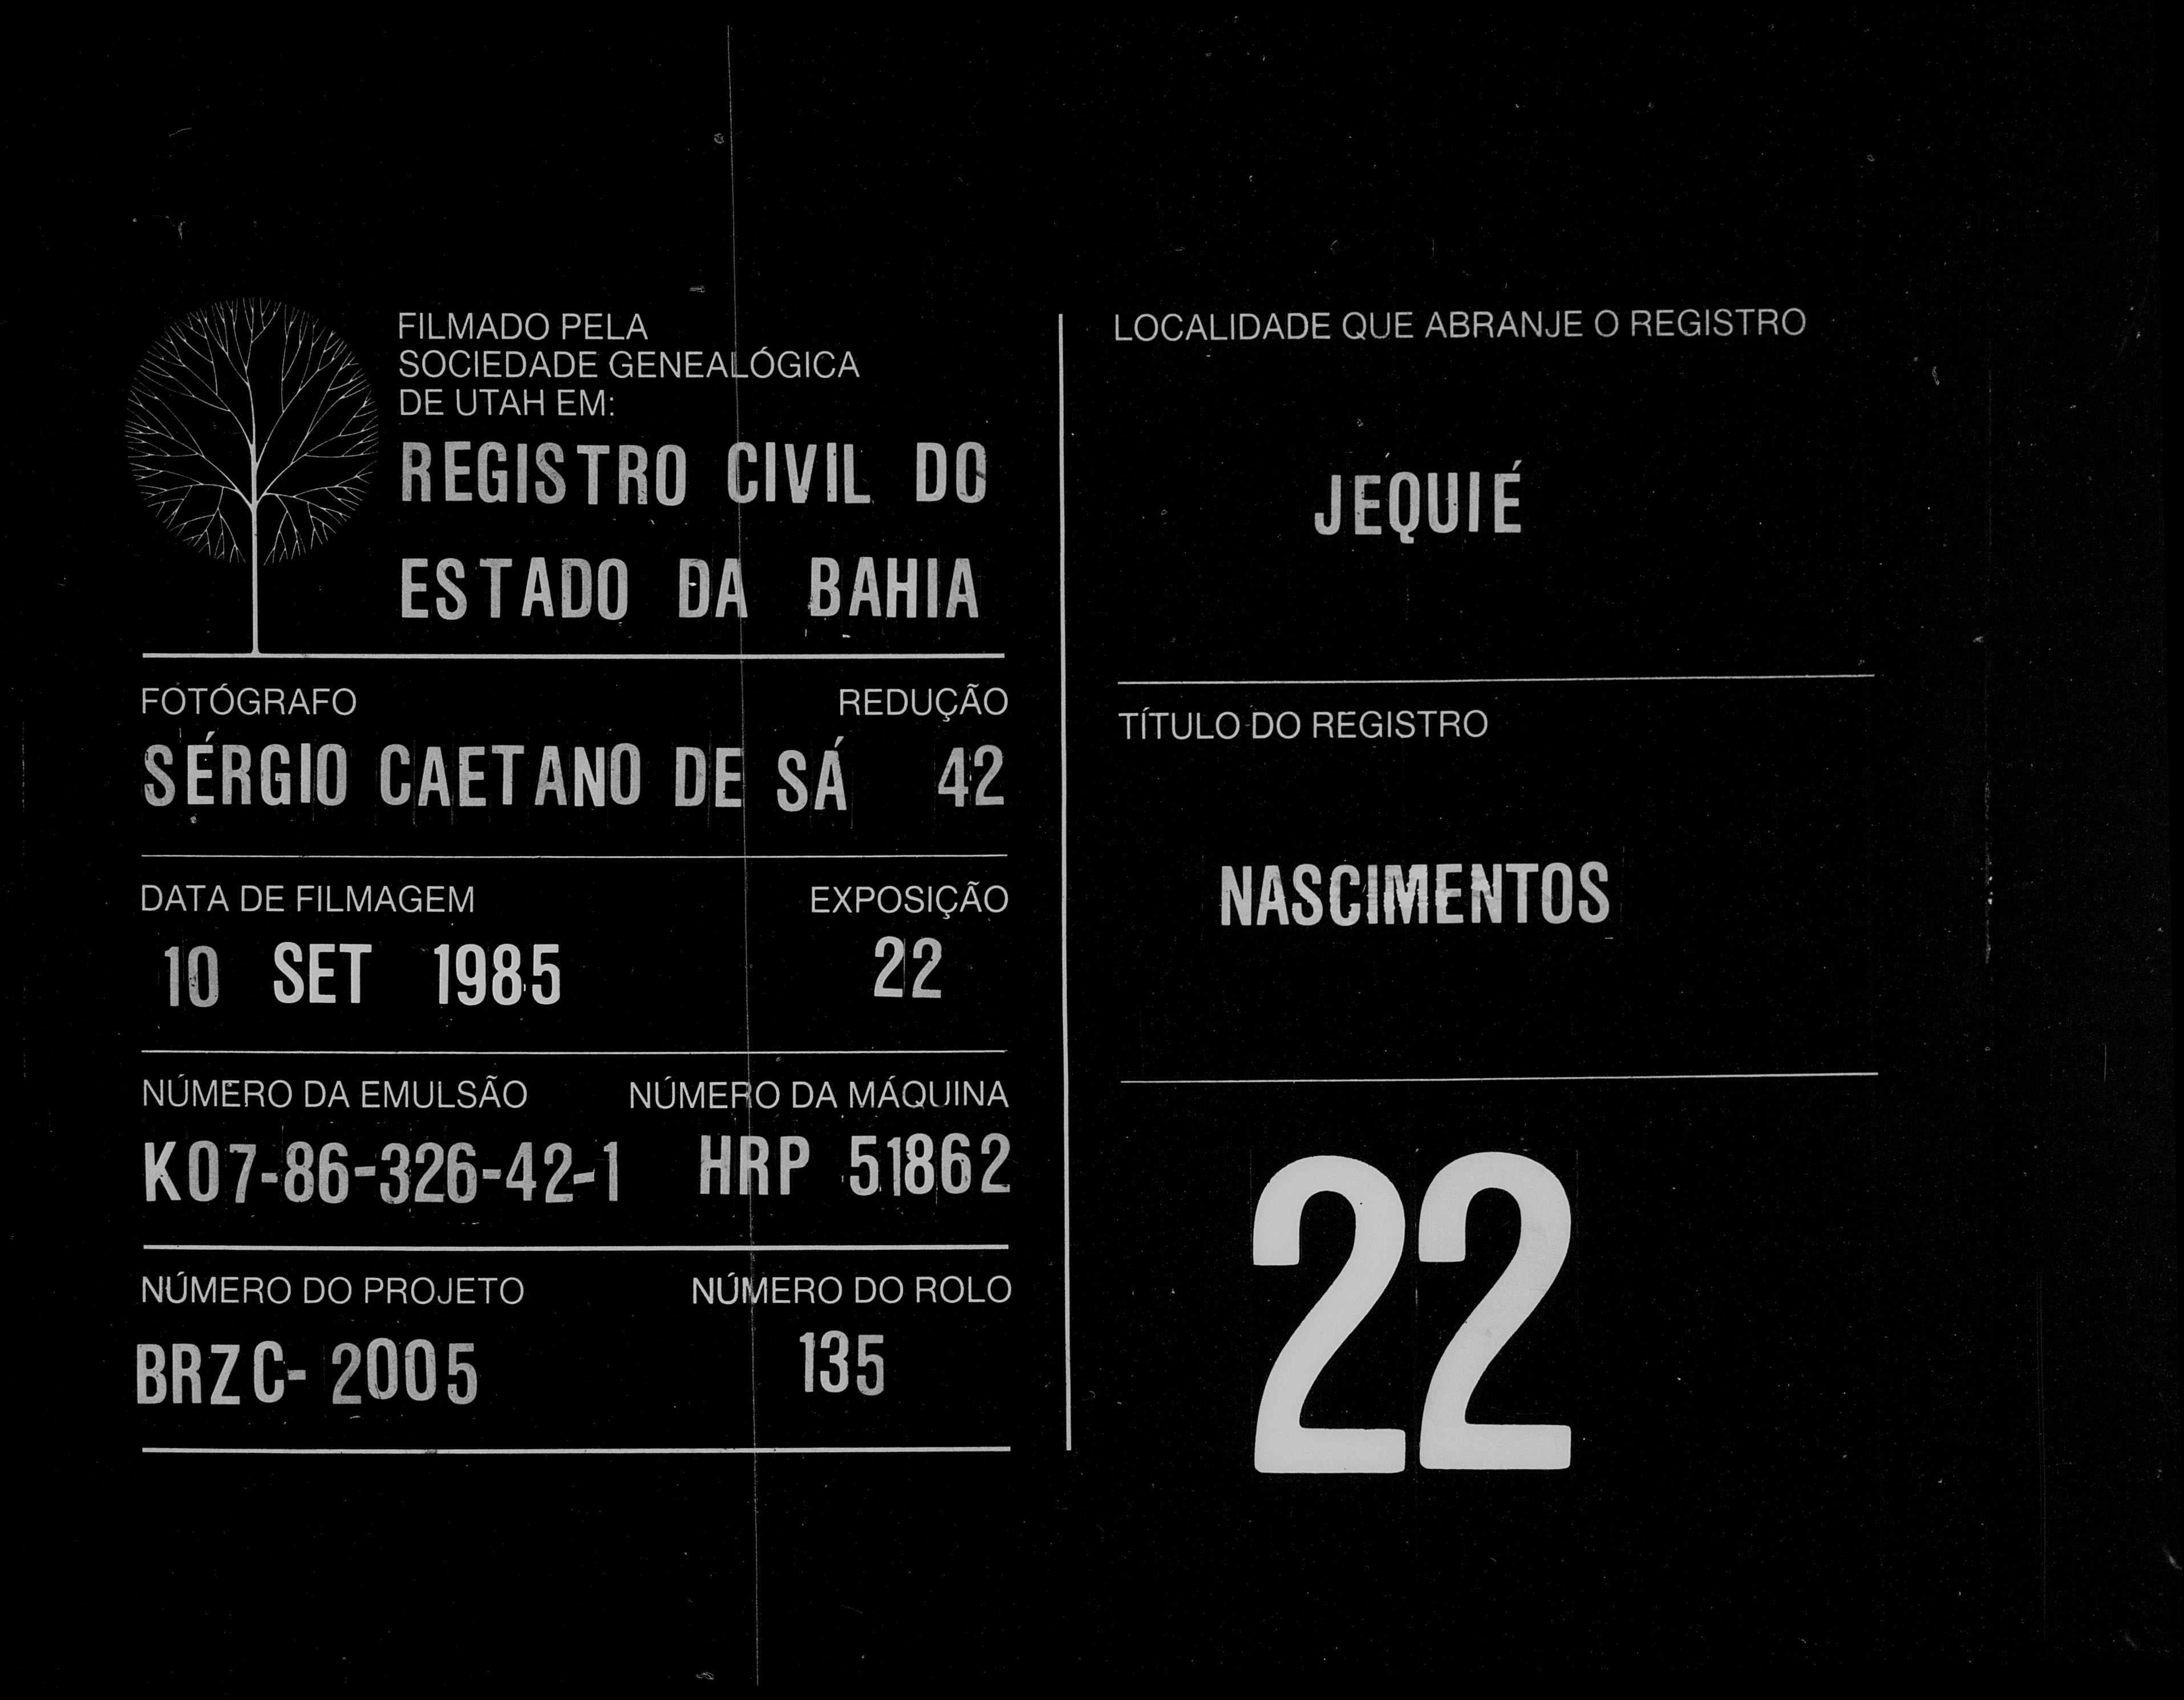 FILMADO PELA
SOCIEDADE GENEALÓGICA
DE UTAH EM:
REGISTRO CIVIL DO
ESTADO DA BAHIA
FOTÓGRAFO REDUÇÃO
SÉRGIO CAETANO DE SÁ 42
DATA DE FILMAGEM EXPOSIÇÃO
10 SET 1985 22
NÚMERO DA EMULSÃO NÚMERO DA MÁQUINA
K07-86-326-42-1 HRP 51862
NÚMERO DO PROJETO NÚMERO DO ROLO
BRZC-2005 135
LOCALIDADE QUE ABRANJE O REGISTRO
JEQUIÉ
TÍTULO DO REGISTRO
NASCIMENTOS
22